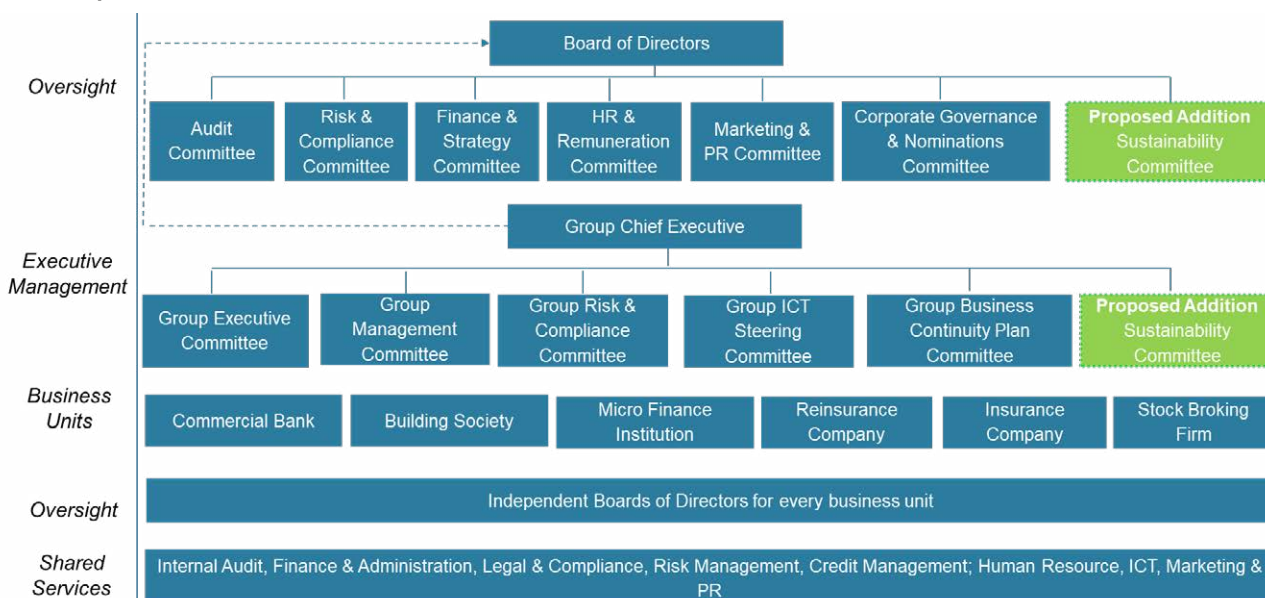 Board of Directors
Oversight
Audit
Committee
Risk &
Compliance
Committee
Finance &
Strategy
Committee
HR &
Remuneration
Committee
Marketing &
PR Committee
Corporate Governance
& Nominations
Committee
Proposed Addition
Sustainability
Committee
Group Chief Executive
Executive
Management
Group Executive
Committee
Group
Management
Committee
Group Risk &
Compliance
Committee
Group ICT
Steering
Committee
Group Business
Continuity Plan
Committee
Proposed Addition
Sustainability
Committee
Business
Units
Commercial Bank
Building Society
Micro Finance
Institution
Reinsurance
Company
Insurance
Company
Stock Broking
Firm
Oversight
Independent Boards of Directors for every business unit
Shared
Services
Internal Audit, Finance & Administration, Legal & Compliance, Risk Management, Credit Management; Human Resource, ICT, Marketing &
PR